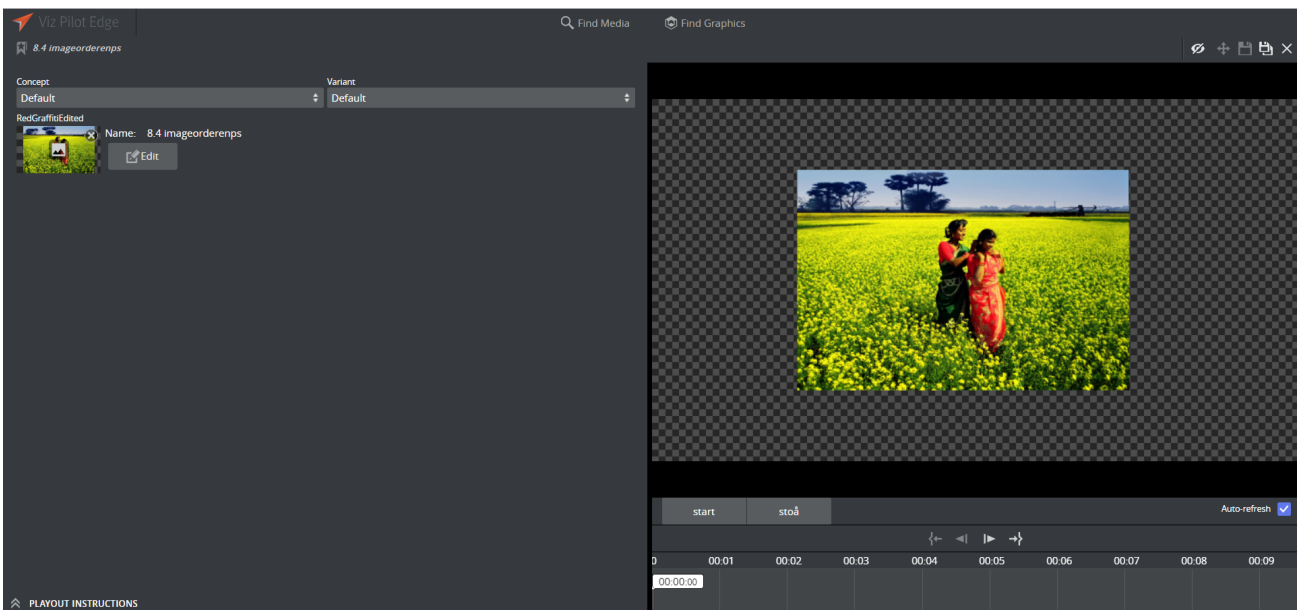 Viz Pilot Edge
Find Media
Find Graphics
8.4 imageorderenps
Concept
Variant
Default
Default
RedGraffitiEdited
Name: 8.4 imageorderenps
Edit
start
stoå
Auto-refresh
0 00:01 00:02 00:03 00:04 00:05 00:06 00:07 00:08 00:09
00:00:00
PLAYOUT INSTRUCTIONS